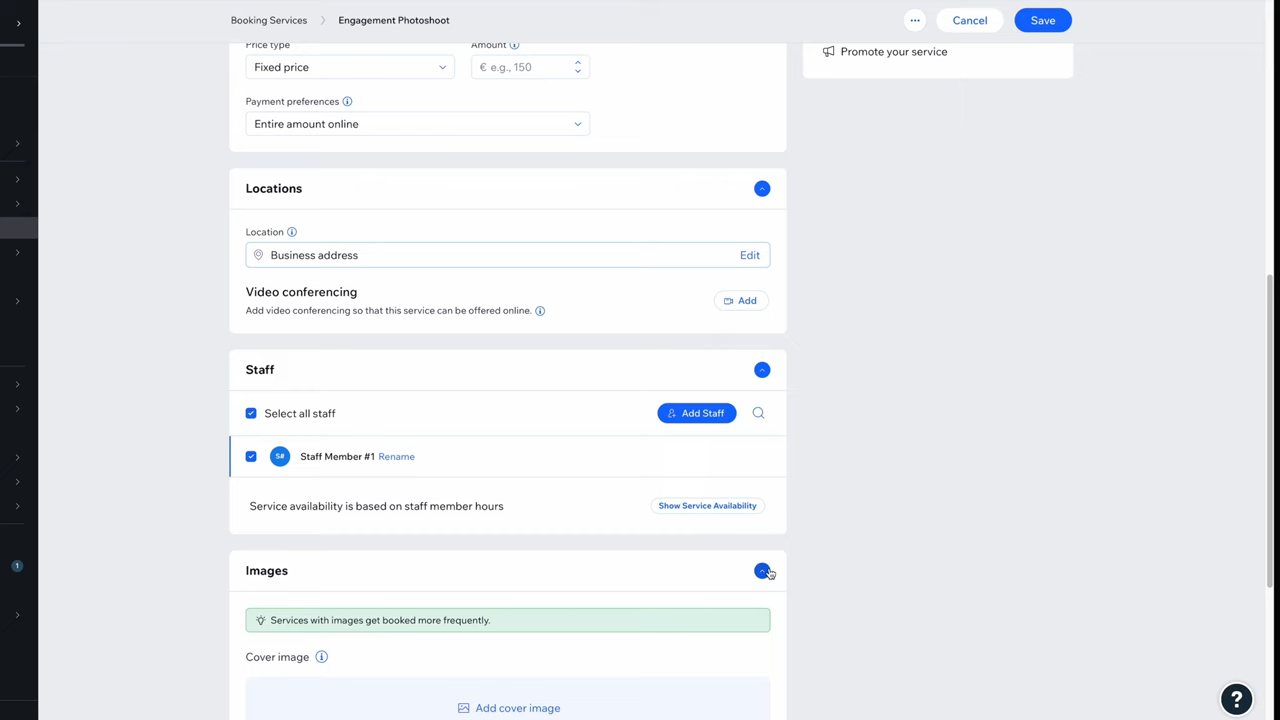 Booking Services > Engagement Photoshoot
... Cancel Save
Price type Amount
Fixed price € e.g., 150
Promote your service
Payment preferences
Entire amount online
Locations
Location
Business address Edit
Video conferencing
Add video conferencing so that this service can be offered online.
Add
Staff
Select all staff Add Staff
S# Staff Member #1 Rename
Service availability is based on staff member hours Show Service Availability
Images
1
Services with images get booked more frequently.
Cover image
Add cover image
?